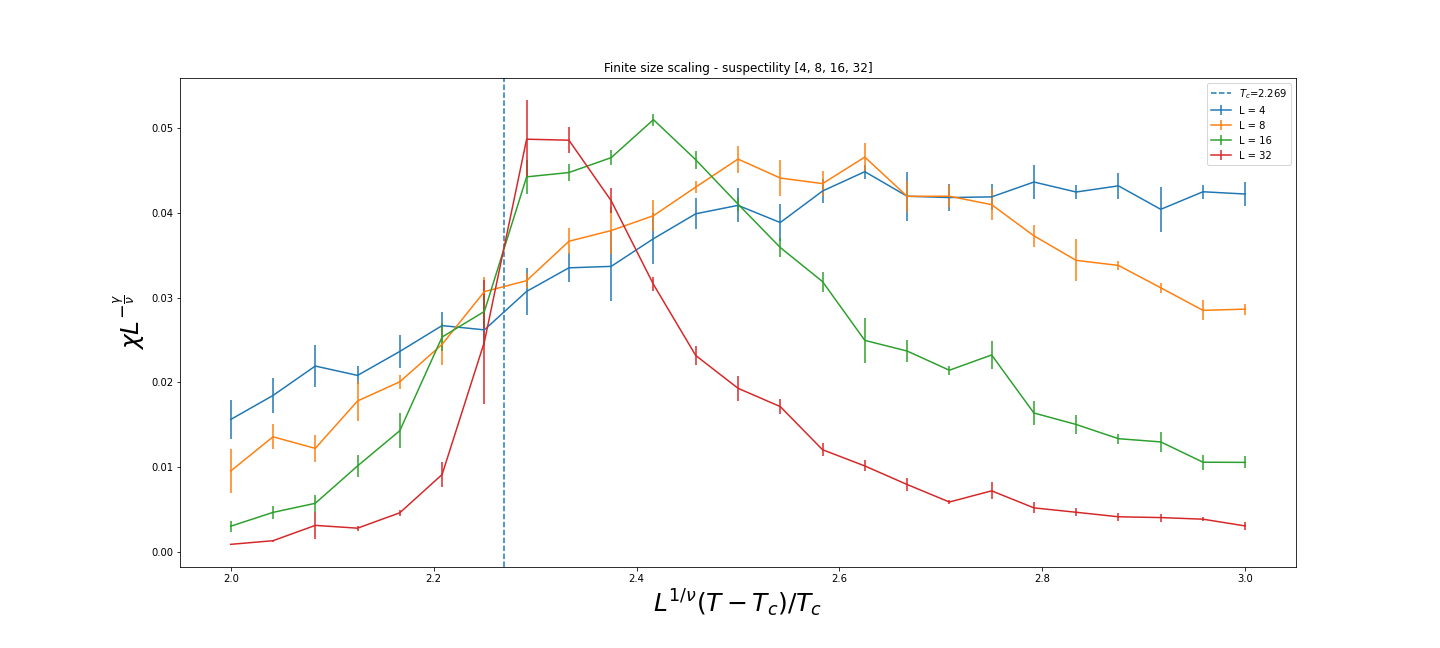 Finite size scaling - suspectility [4, 8, 16, 32]
T_c=2.269
L = 4
L = 8
L = 16
L = 32
0.05
0.04
0.03
0.02
0.01
0.00
χL^{-γ/ν}
2.0 2.2 2.4 2.6 2.8 3.0
L^{1/ν}(T − T_c)/T_c